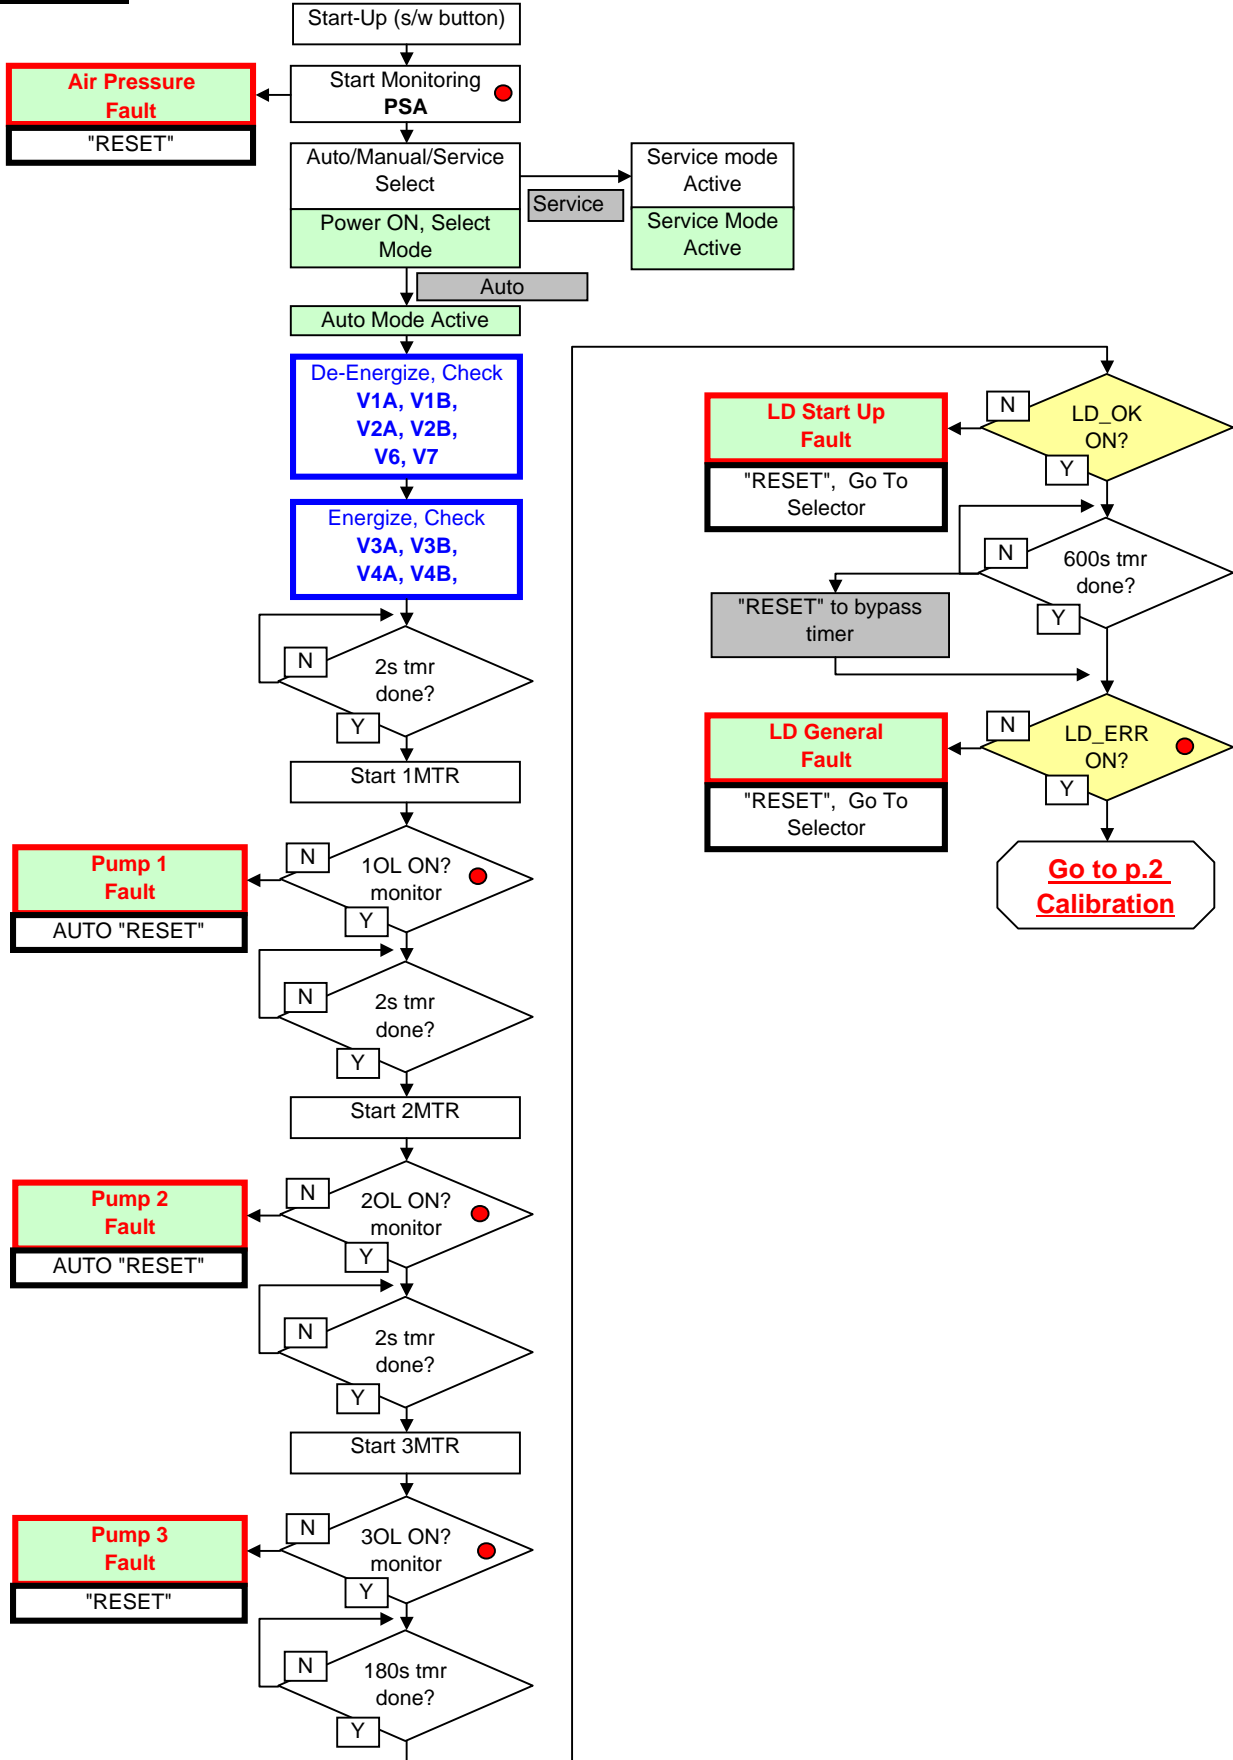 Start-Up (s/w button)
Air Pressure
Fault
"RESET"
Start Monitoring
PSA
Auto/Manual/Service
Select
Power ON, Select
Mode
Service
Service mode
Active
Service Mode
Active
Auto
Auto Mode Active
De-Energize, Check
V1A, V1B,
V2A, V2B,
V6, V7
Energize, Check
V3A, V3B,
V4A, V4B,
N
2s tmr
done?
Y
Start 1MTR
Pump 1
Fault
AUTO "RESET"
N
1OL ON?
monitor
Y
N
2s tmr
done?
Y
Start 2MTR
Pump 2
Fault
AUTO "RESET"
N
2OL ON?
monitor
Y
N
2s tmr
done?
Y
Start 3MTR
Pump 3
Fault
"RESET"
N
3OL ON?
monitor
Y
N
180s tmr
done?
Y
LD Start Up
Fault
"RESET", Go To
Selector
N
LD_OK
ON?
Y
N
600s tmr
done?
Y
"RESET" to bypass
timer
LD General
Fault
"RESET", Go To
Selector
N
LD_ERR
ON?
Y
Go to p.2
Calibration